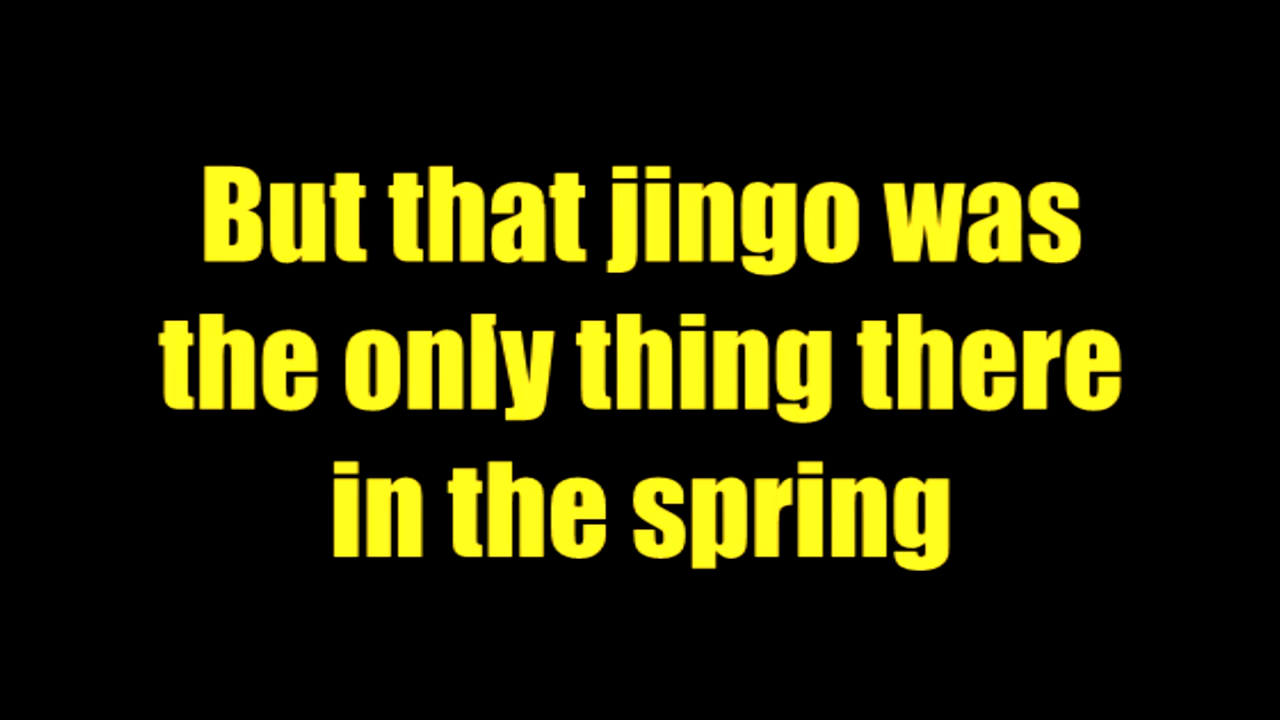 But that jingo was
the only thing there
in the spring